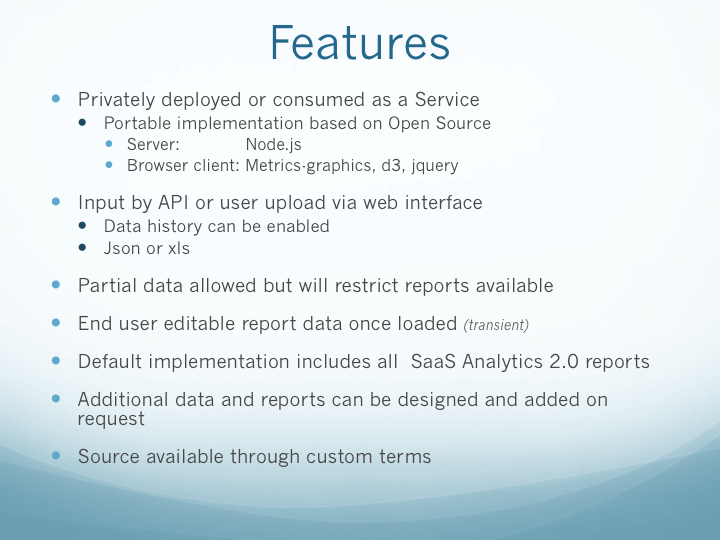 Features
Privately deployed or consumed as a Service
Portable implementation based on Open Source
Server: Node.js
Browser client: Metrics-graphics, d3, jquery
Input by API or user upload via web interface
Data history can be enabled
Json or xls
Partial data allowed but will restrict reports available
End user editable report data once loaded (transient)
Default implementation includes all  SaaS Analytics 2.0 reports
Additional data and reports can be designed and added on
request
Source available through custom terms